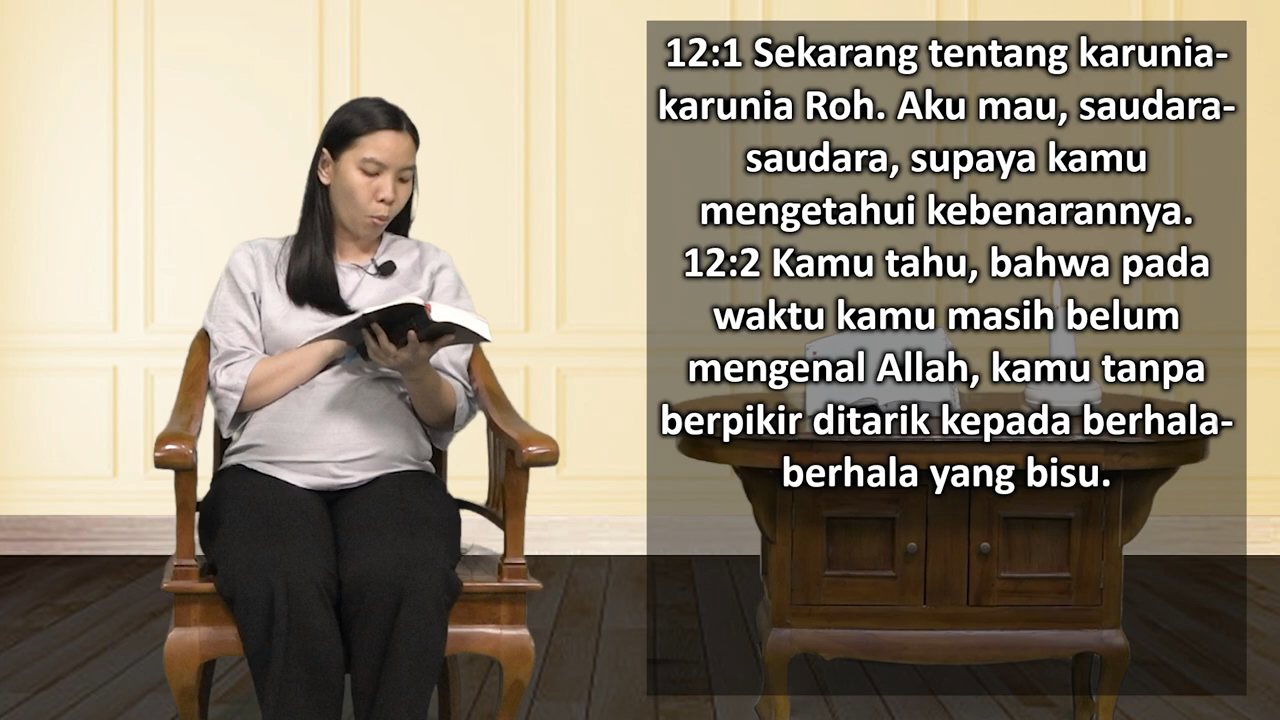 12:1 Sekarang tentang karunia-
karunia Roh. Aku mau, saudara-
saudara, supaya kamu
mengetahui kebenarannya.
12:2 Kamu tahu, bahwa pada
waktu kamu masih belum
mengenal Allah, kamu tanpa
berpikir ditarik kepada berhala-
berhala yang bisu.